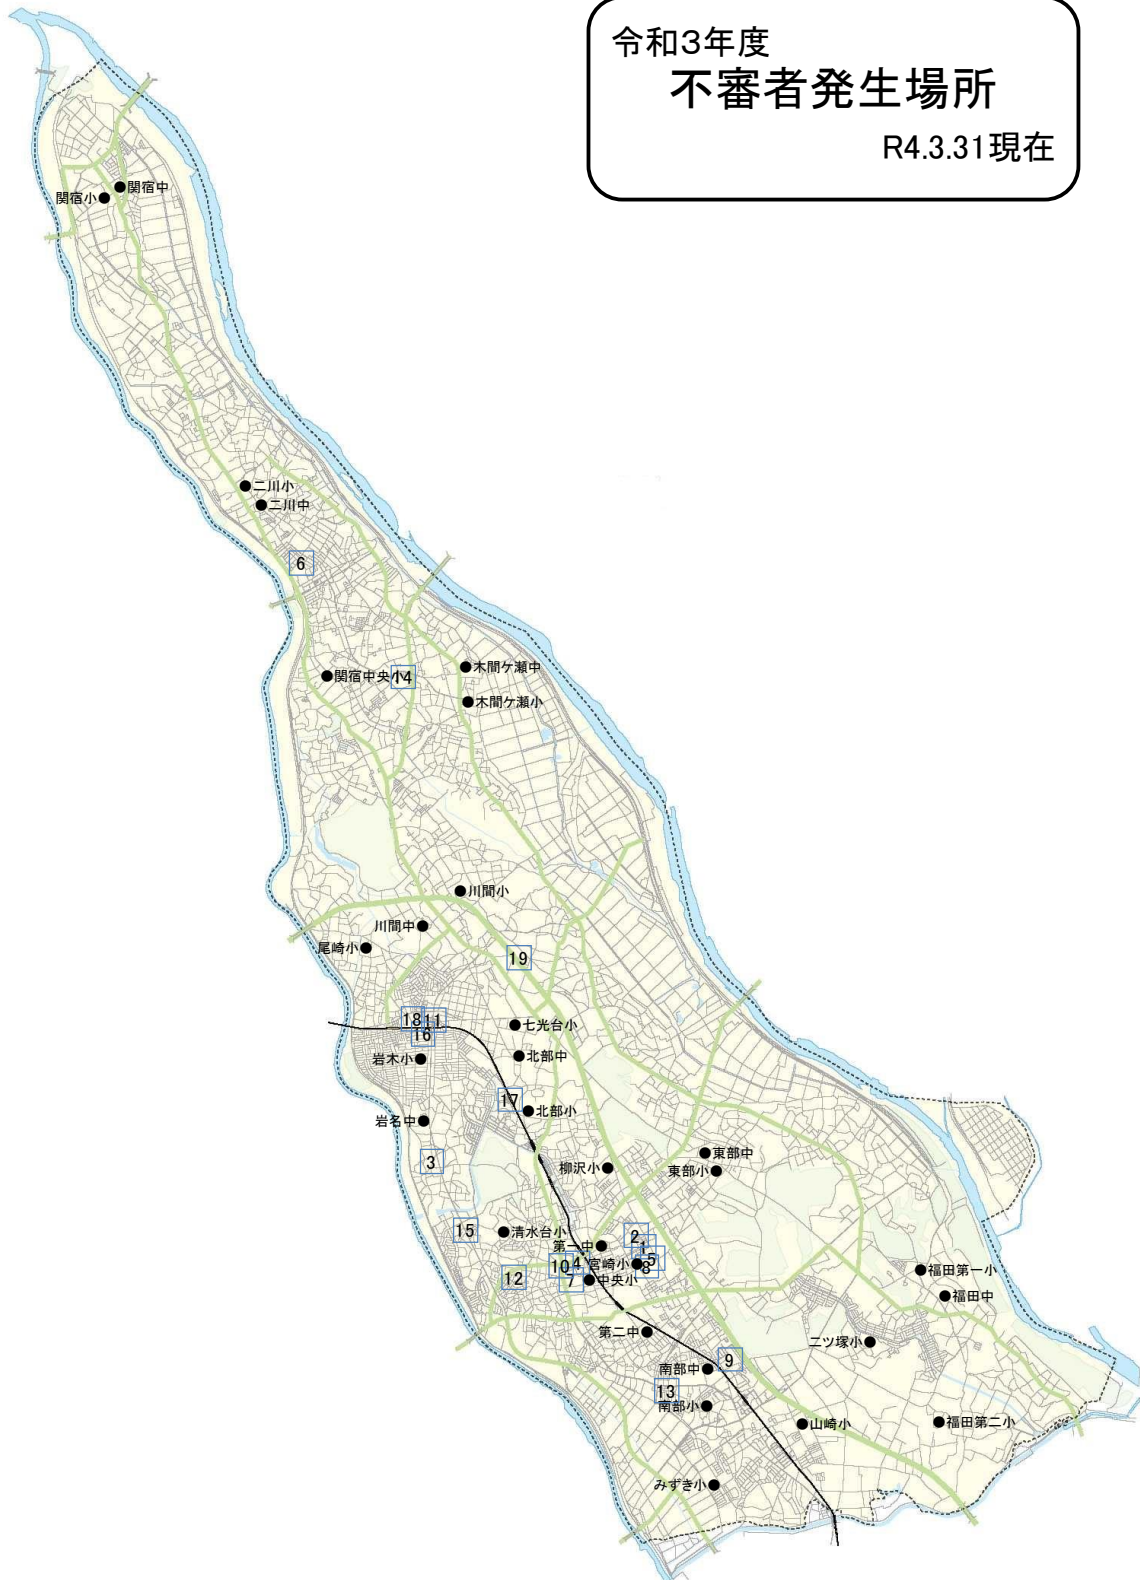 令和3年度
不審者発生場所
R4.3.31現在
関宿中
関宿小
二川小
二川中
6
木間ケ瀬中
関宿中央小
14
木間ケ瀬小
川間小
川間中
尾崎小
19
18
11
七光台小
16
北部中
岩木小
17
北部小
岩名中
東部中
3
柳沢小
東部小
15
清水台小
2
第一中
1
5
10
4
宮崎小
8
福田第一小
12
7
中央小
福田中
第二中
二ツ塚小
9
南部中
13
南部小
山崎小
福田第二小
みずき小